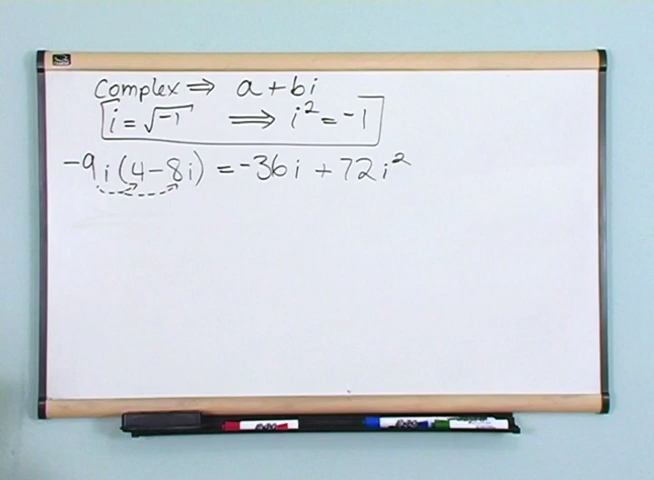 complex ⇒ a + bi
i = √-1 ⇒ i² = -1
-9i(4-8i) = -36i + 72i²